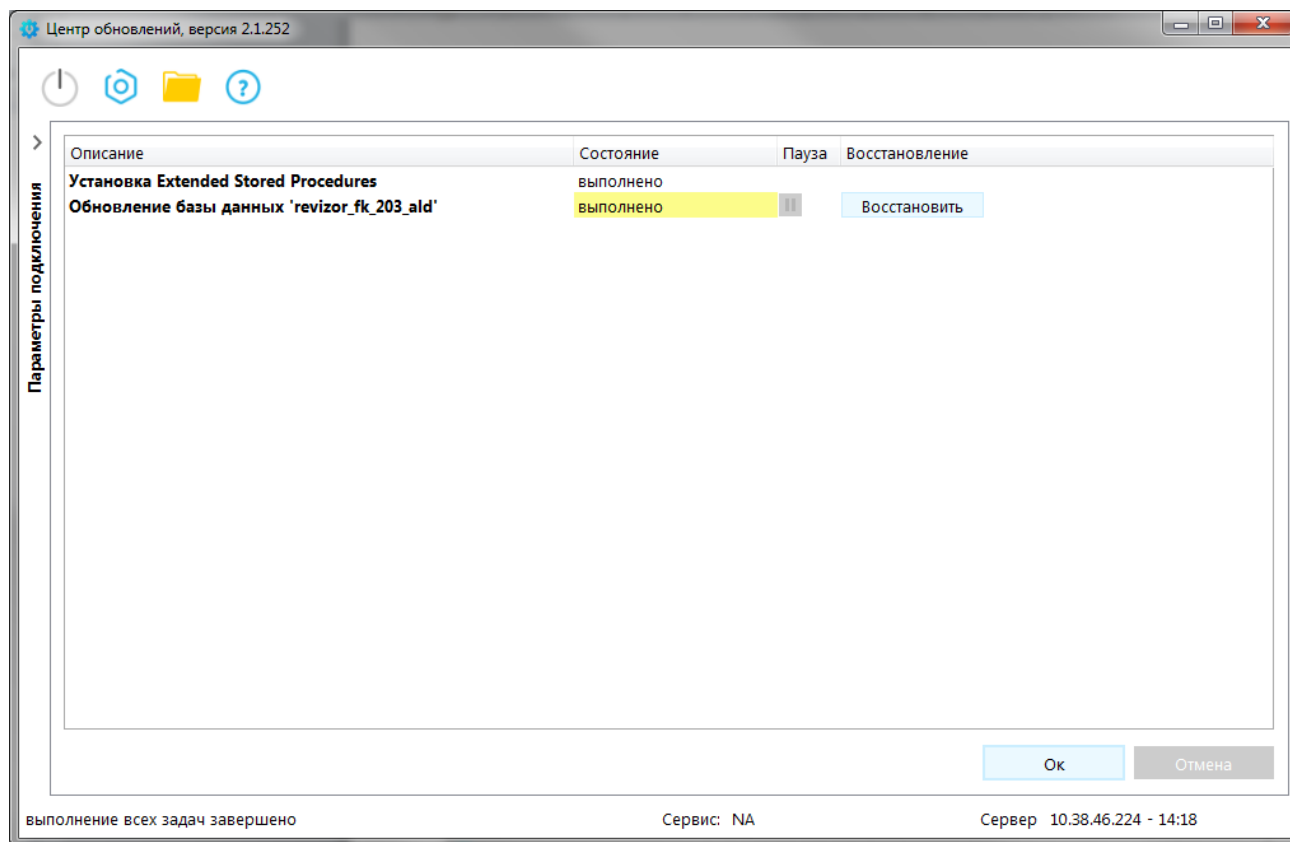 Центр обновлений, версия 2.1.252
?
Параметры подключения
Описание Состояние Пауза Восстановление
Установка Extended Stored Procedures выполнено
Обновление базы данных 'revizor_fk_203_ald' выполнено Восстановить
Ок Отмена
выполнение всех задач завершено Сервис: NA Сервер 10.38.46.224 - 14:18